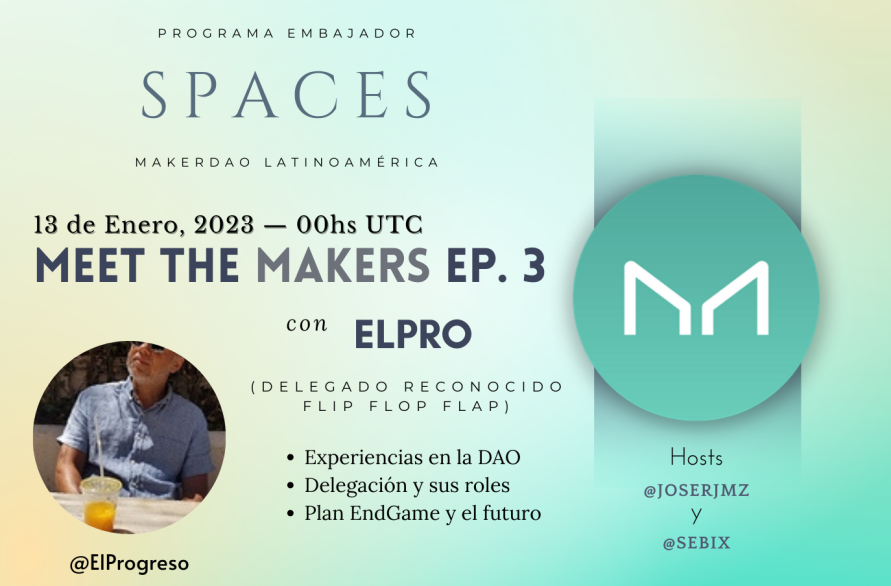 PROGRAMA EMBAJADOR
SPACES
MAKERDAO LATINOAMÉRICA
13 de Enero, 2023 — 00hs UTC
MEET THE MAKERS EP. 3
con ELPRO
(DELEGADO RECONOCIDO
FLIP FLOP FLAP)
• Experiencias en la DAO
• Delegación y sus roles
• Plan EndGame y el futuro
@ElProgreso
Hosts
@JOSERJMZ
y
@SEBIX